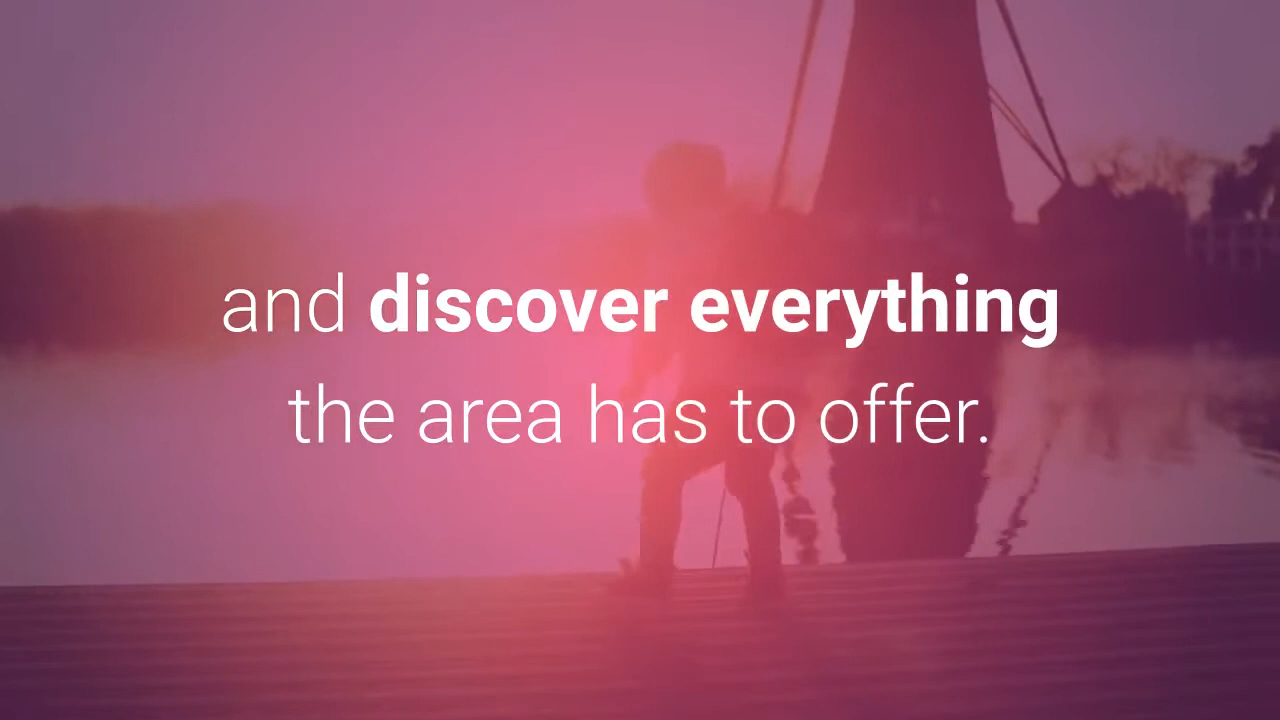 and discover everything
the area has to offer.